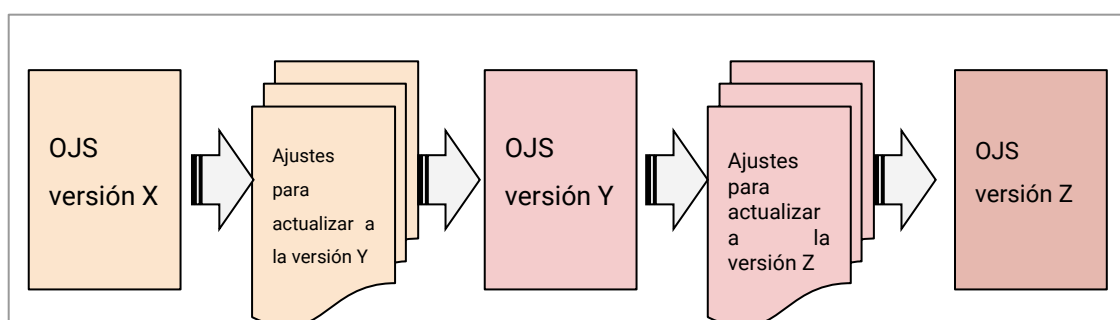 OJS
versión X
Ajustes
para
actualizar a
la versión Y
OJS
versión Y
Ajustes
para
actualizar
a la
versión Z
OJS
versión Z